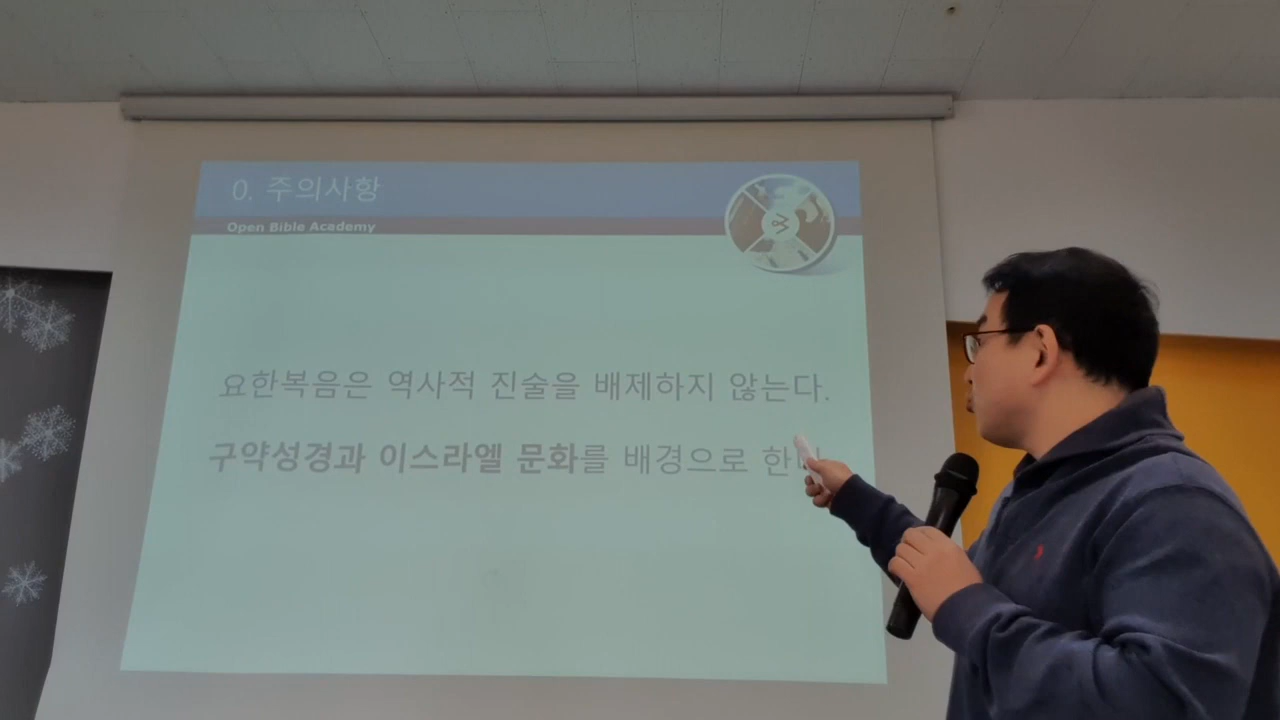 0. 주의사항
Open Bible Academy
요한복음은 역사적 진술을 배제하지 않는다.
구약성경과 이스라엘 문화를 배경으로